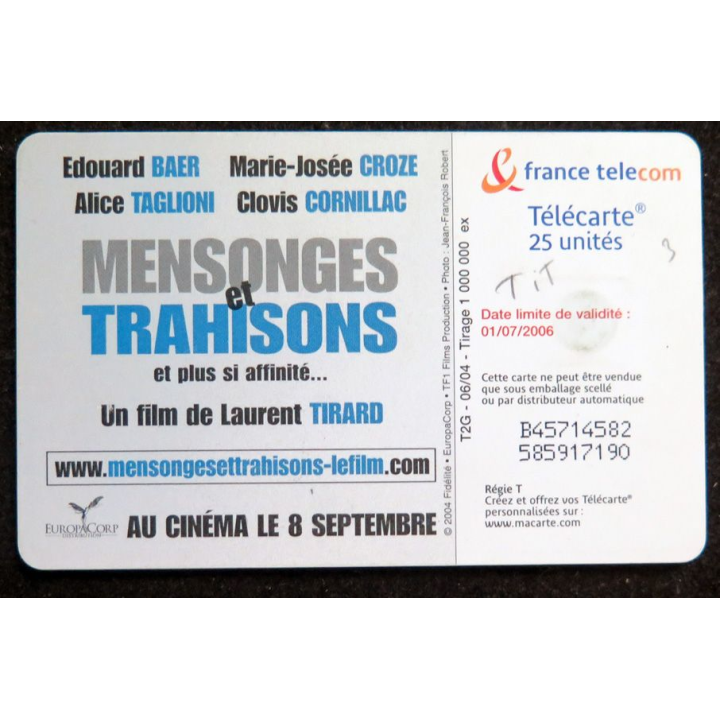 Edouard BAER Marie-Josée CROZE
Alice TAGLIONI Clovis CORNILLAC
MENSONGES
et
TRAHISONS
et plus si affinité...
Un film de Laurent TIRARD
www.mensongesettrahisons-lefilm.com
EUROPACORP
DISTRIBUTION
AU CINÉMA LE 8 SEPTEMBRE
© 2004 Fidélité • EuropaCorp • TF1 Films Production • Photo : Jean-François Robert
T2G - 06/04 - Tirage 1 000 000 ex
france telecom
Télécarte®
25 unités
3
TiT
Date limite de validité :
01/07/2006
Cette carte ne peut être vendue
que sous emballage scellé
ou par distributeur automatique
B45714582
585917190
Régie T
Créez et offrez vos Télécarte®
personnalisées sur :
www.macarte.com